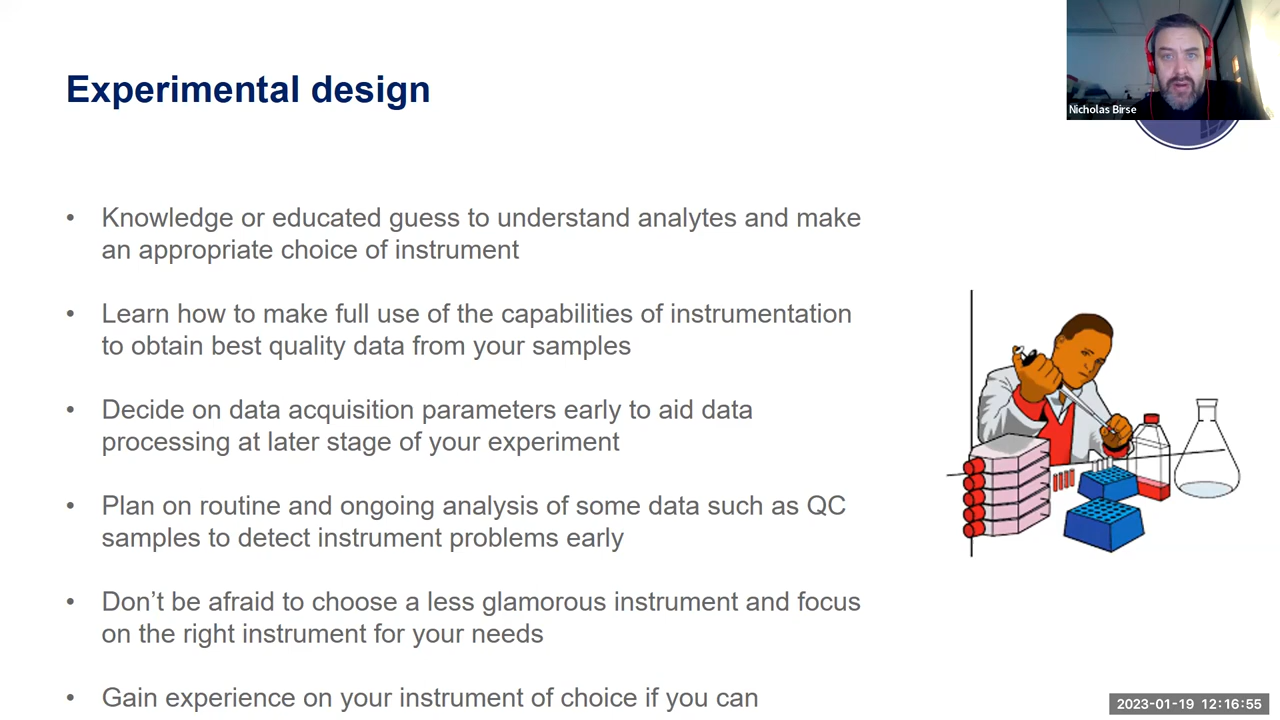 Experimental design
Nicholas Birse
• Knowledge or educated guess to understand analytes and make
an appropriate choice of instrument
• Learn how to make full use of the capabilities of instrumentation
to obtain best quality data from your samples
• Decide on data acquisition parameters early to aid data
processing at later stage of your experiment
• Plan on routine and ongoing analysis of some data such as QC
samples to detect instrument problems early
• Don’t be afraid to choose a less glamorous instrument and focus
on the right instrument for your needs
• Gain experience on your instrument of choice if you can
2023-01-19 12:16:55